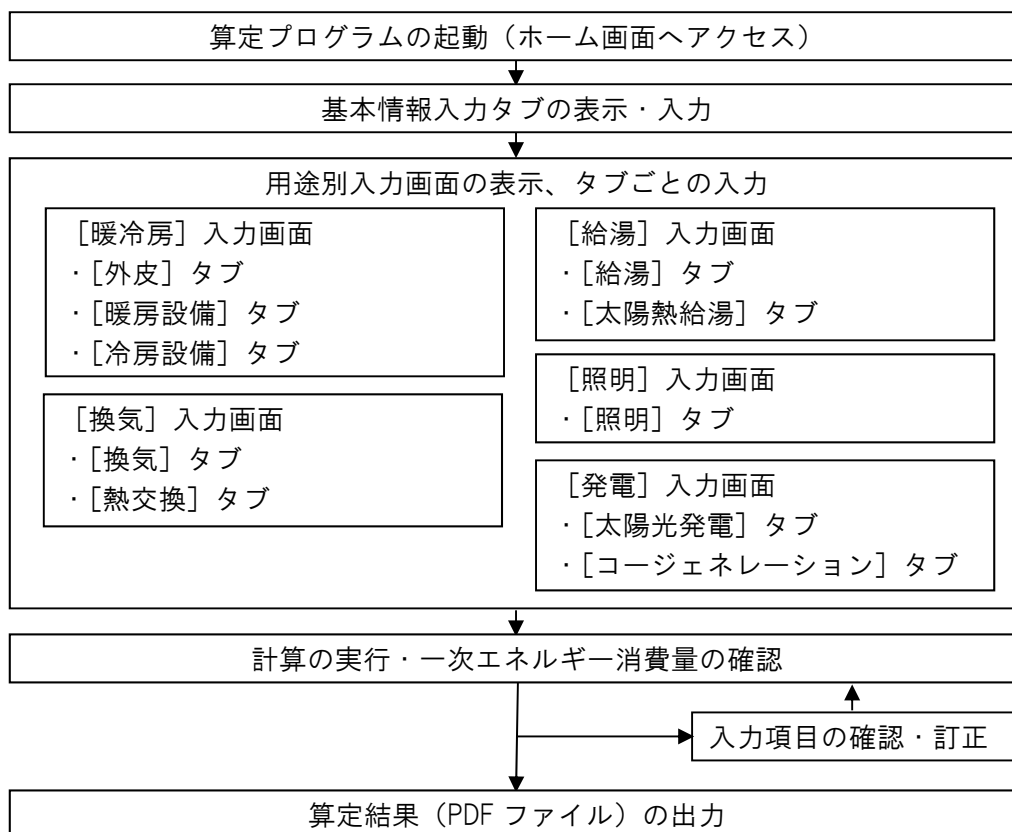 算定プログラムの起動（ホーム画面へアクセス）
基本情報入力タブの表示・入力
用途別入力画面の表示、タブごとの入力
［暖冷房］入力画面
・［外皮］タブ
・［暖房設備］タブ
・［冷房設備］タブ
［換気］入力画面
・［換気］タブ
・［熱交換］タブ
［給湯］入力画面
・［給湯］タブ
・［太陽熱給湯］タブ
［照明］入力画面
・［照明］タブ
［発電］入力画面
・［太陽光発電］タブ
・［コージェネレーション］タブ
計算の実行・一次エネルギー消費量の確認
入力項目の確認・訂正
算定結果（PDF ファイル）の出力